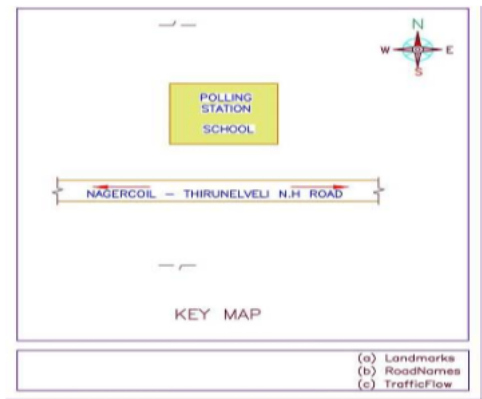 N
W E
S
POLLING
STATION
SCHOOL
NAGERCOIL – THIRUNELVELI N.H ROAD
KEY MAP
(a) Landmarks
(b) RoadNames
(c) TrafficFlow